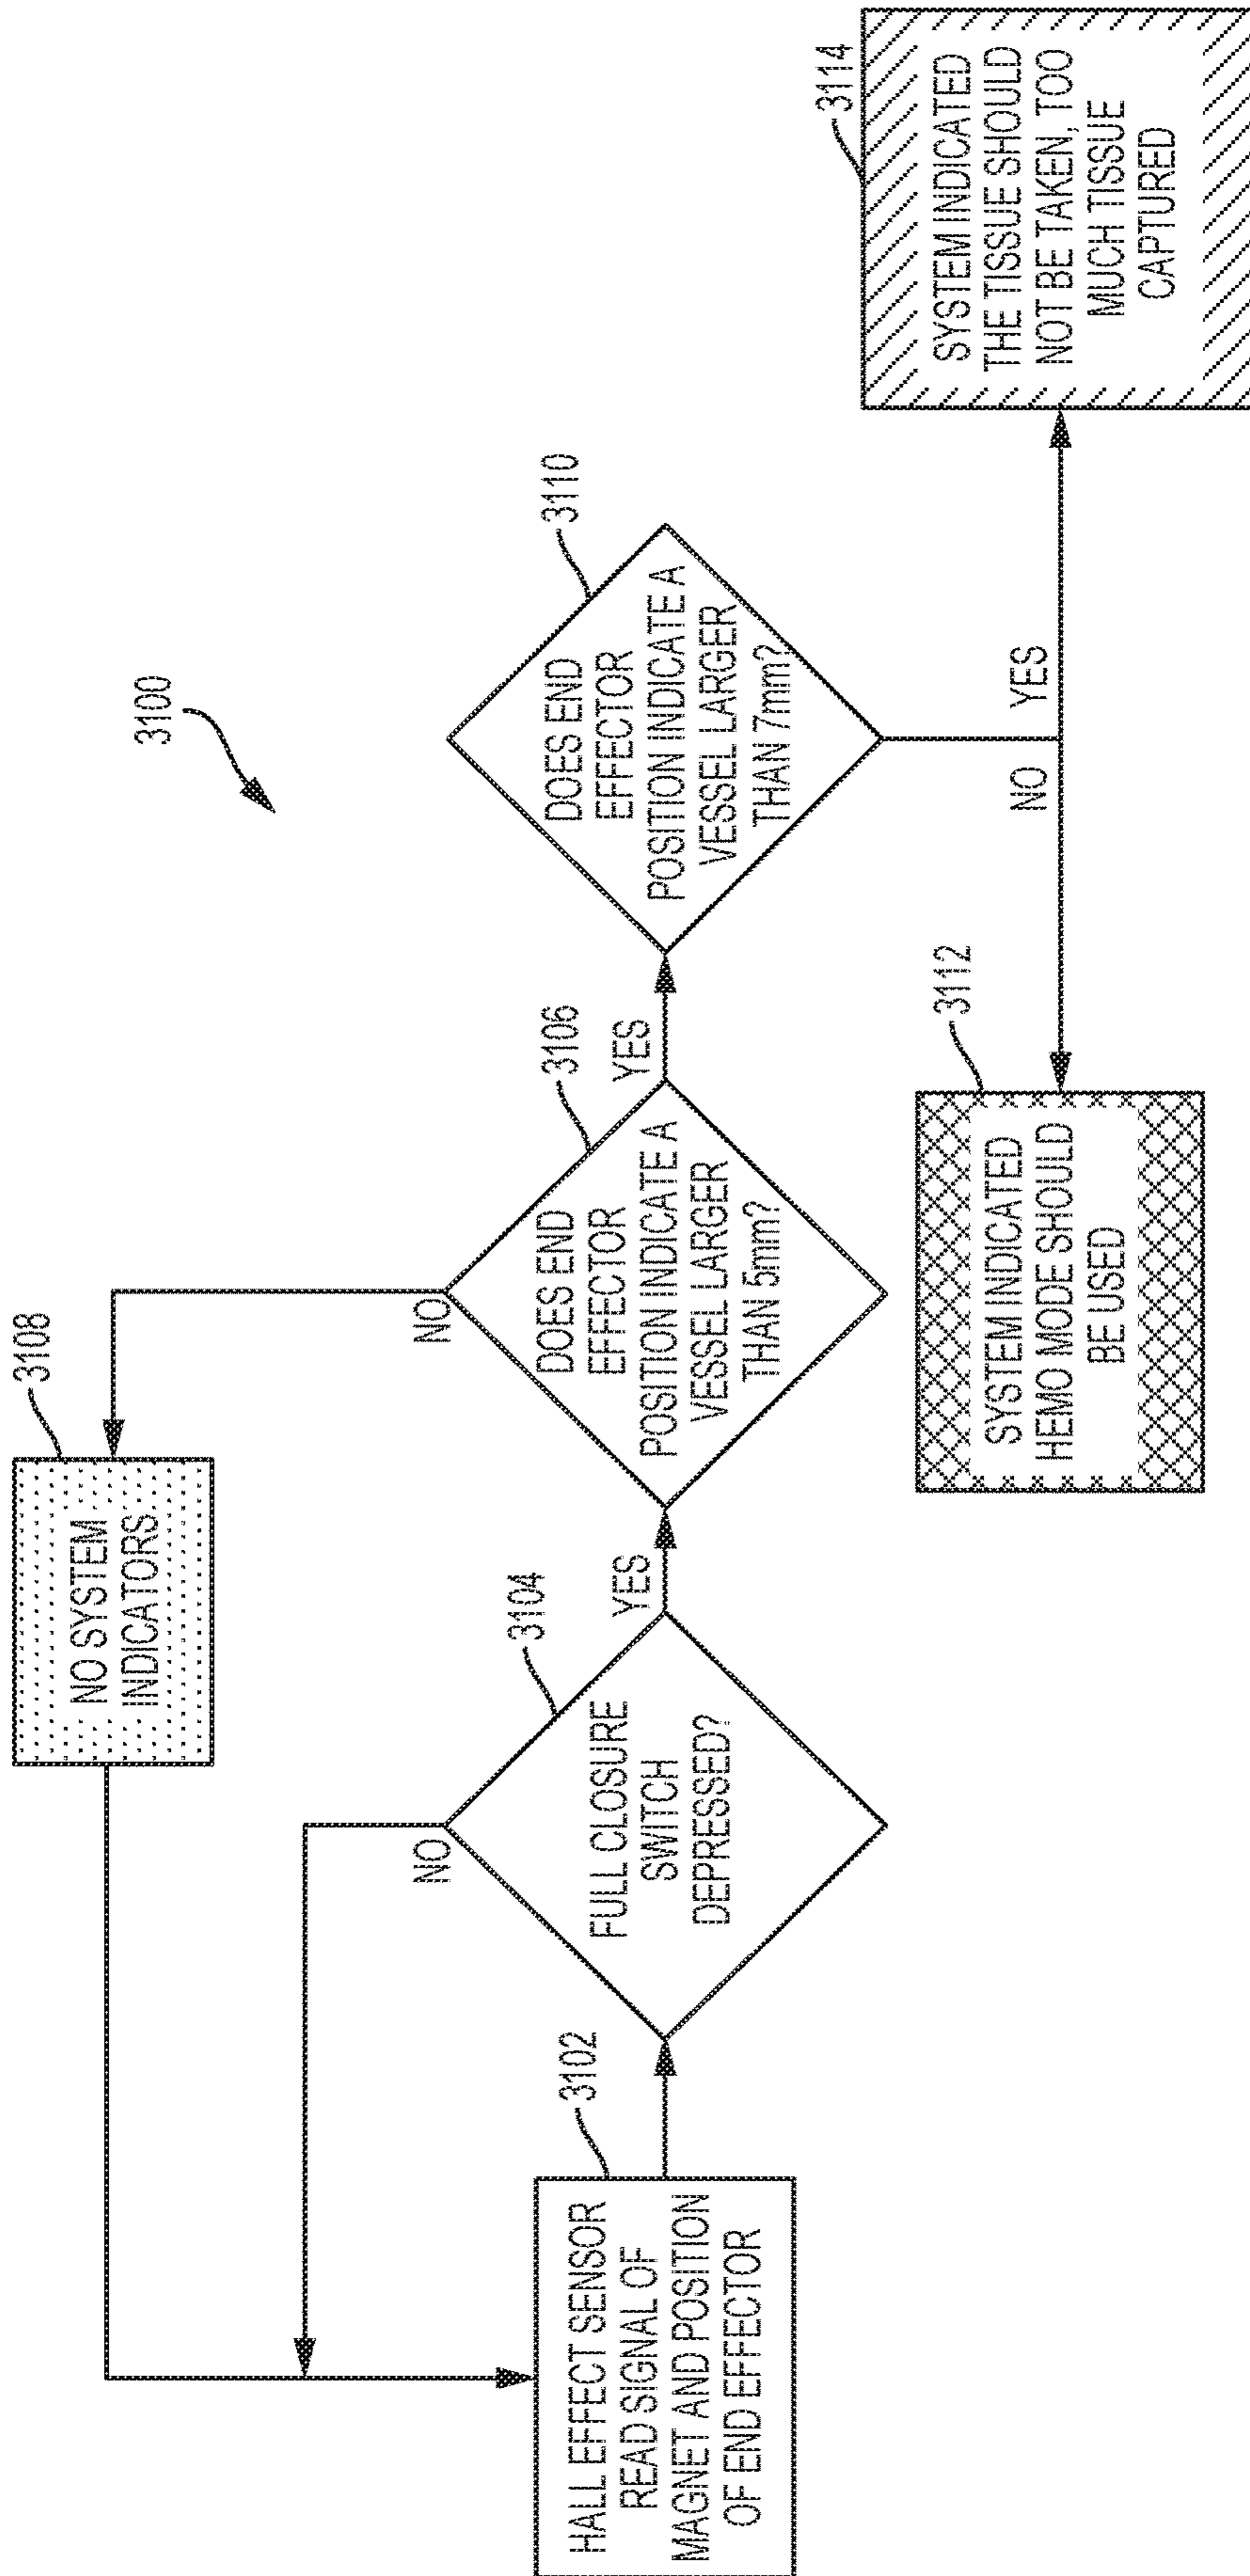 3100
3102
HALL EFFECT SENSOR
READ SIGNAL OF
MAGNET AND POSITION
OF END EFFECTOR
3104
FULL CLOSURE
SWITCH
DEPRESSED?
NO
YES
3106
DOES END
EFFECTOR
POSITION INDICATE A
VESSEL LARGER
THAN 5mm?
NO
YES
3108
NO SYSTEM
INDICATORS
3110
DOES END
EFFECTOR
POSITION INDICATE A
VESSEL LARGER
THAN 7mm?
NO
YES
3112
SYSTEM INDICATED
HEMO MODE SHOULD
BE USED
3114
SYSTEM INDICATED
THE TISSUE SHOULD
NOT BE TAKEN, TOO
MUCH TISSUE
CAPTURED